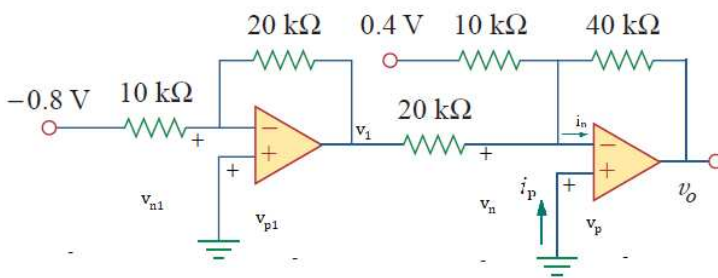 20 kΩ 0.4 V 10 kΩ 40 kΩ
−0.8 V 10 kΩ
+ − + v₁ 20 kΩ + iₙ − +
+ vₙ₁ vₚ₁ vₙ iₚ + vₚ vₒ
- - - -